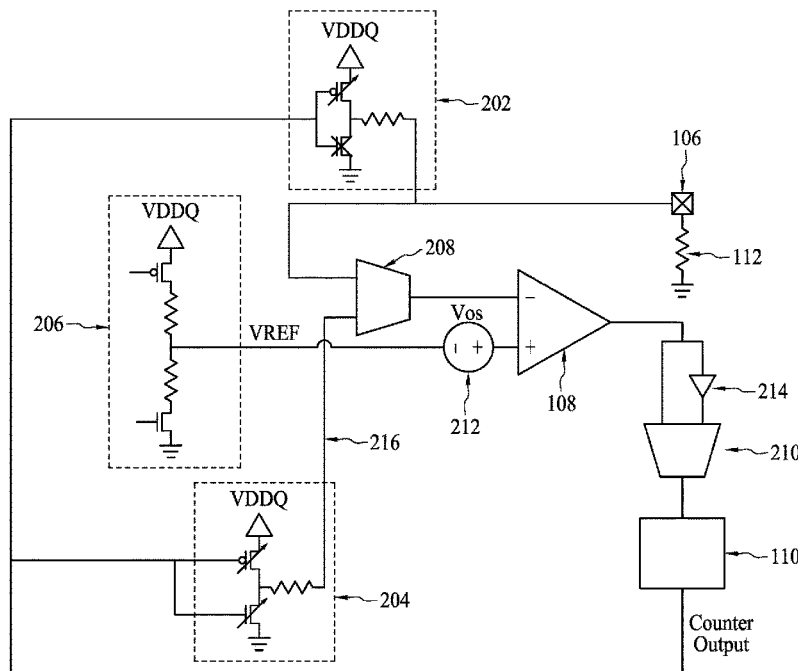 VDDQ
202
106
VDDQ
208
112
206
VREF
Vos
- +
−
+
108
214
212
216
210
VDDQ
110
204
Counter
Output